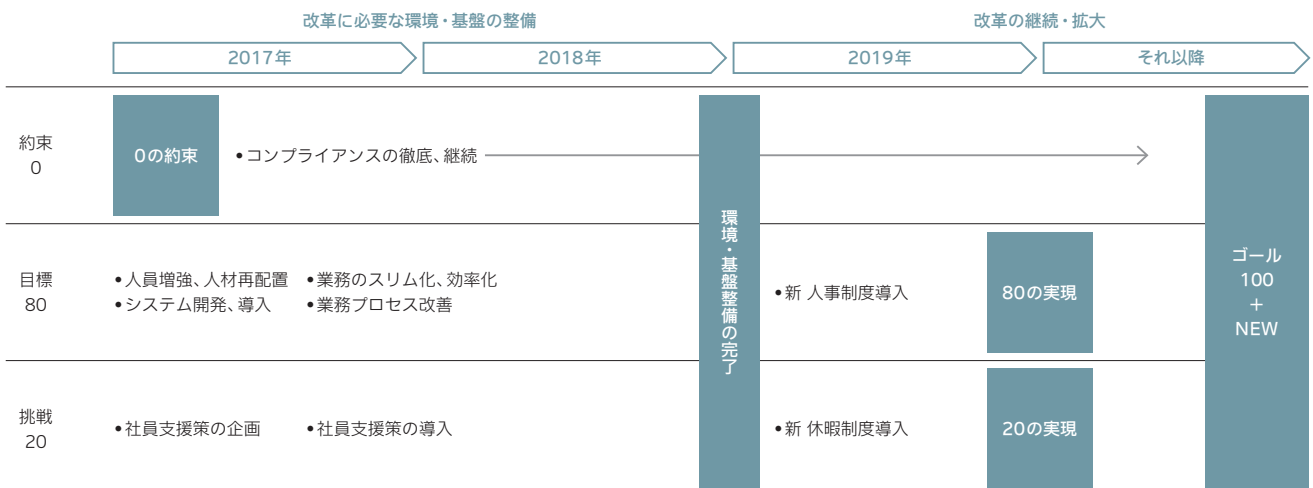 改革に必要な環境・基盤の整備
改革の継続・拡大
2017年
2018年
2019年
それ以降
約束
0
0の約束
•コンプライアンスの徹底、継続
目標
80
•人員増強、人材再配置
•システム開発、導入
•業務のスリム化、効率化
•業務プロセス改善
環境・基盤整備の完了
•新 人事制度導入
80の実現
ゴール
100
+
NEW
挑戦
20
•社員支援策の企画
•社員支援策の導入
•新 休暇制度導入
20の実現